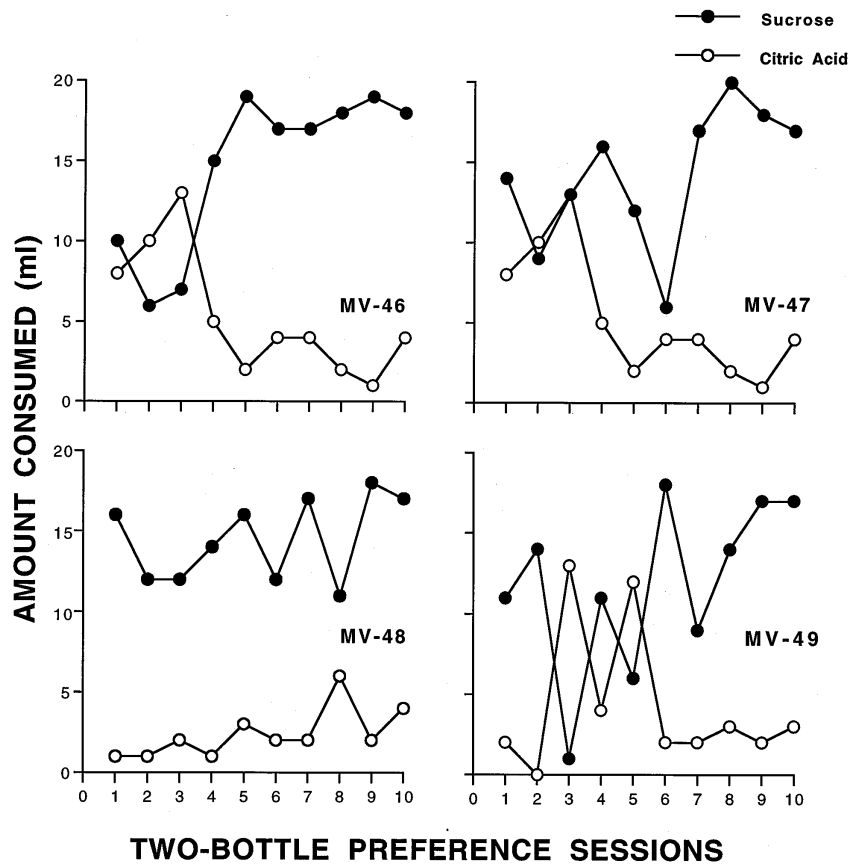 Sucrose
Citric Acid
20
15
10
5
0
MV-46
MV-47
20
15
10
5
0
MV-48
MV-49
0 1 2 3 4 5 6 7 8 9 10
0 1 2 3 4 5 6 7 8 9 10
AMOUNT CONSUMED (ml)
TWO-BOTTLE PREFERENCE SESSIONS